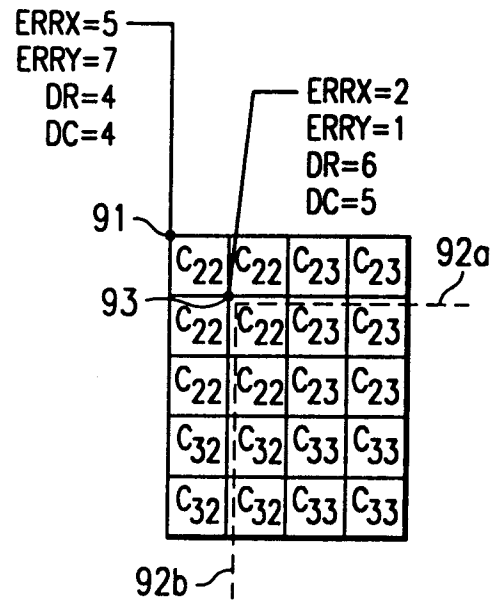 ERRX=5
ERRY=7
DR=4
DC=4
ERRX=2
ERRY=1
DR=6
DC=5
91
92a
C22 C22 C23 C23
93
C22 C22 C23 C23
C22 C22 C23 C23
C32 C32 C33 C33
C32 C32 C33 C33
92b